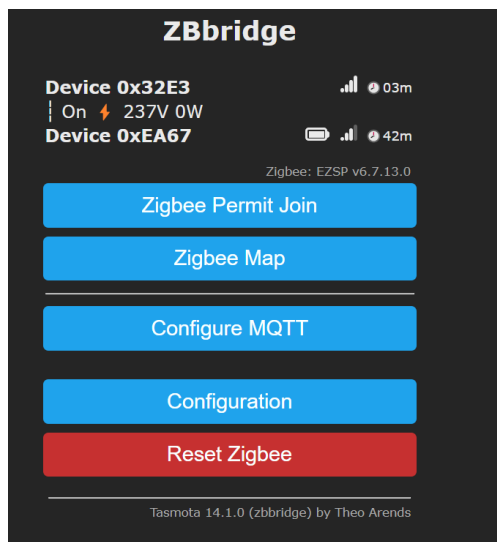 ZBbridge
Device 0x32E3 03m
On 237V 0W
Device 0xEA67 42m
Zigbee: EZSP v6.7.13.0
Zigbee Permit Join
Zigbee Map
Configure MQTT
Configuration
Reset Zigbee
Tasmota 14.1.0 (zbbridge) by Theo Arends